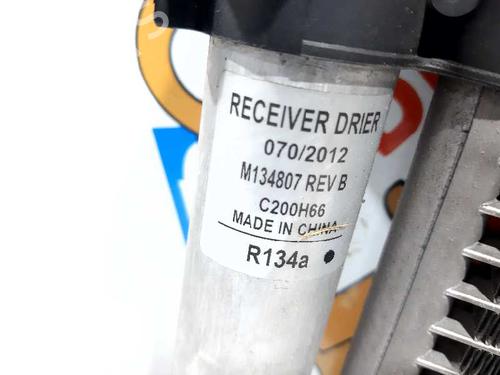 RECEIVER DRIER
070/2012
M134807 REV B
C200H66
MADE IN CHINA
R134a